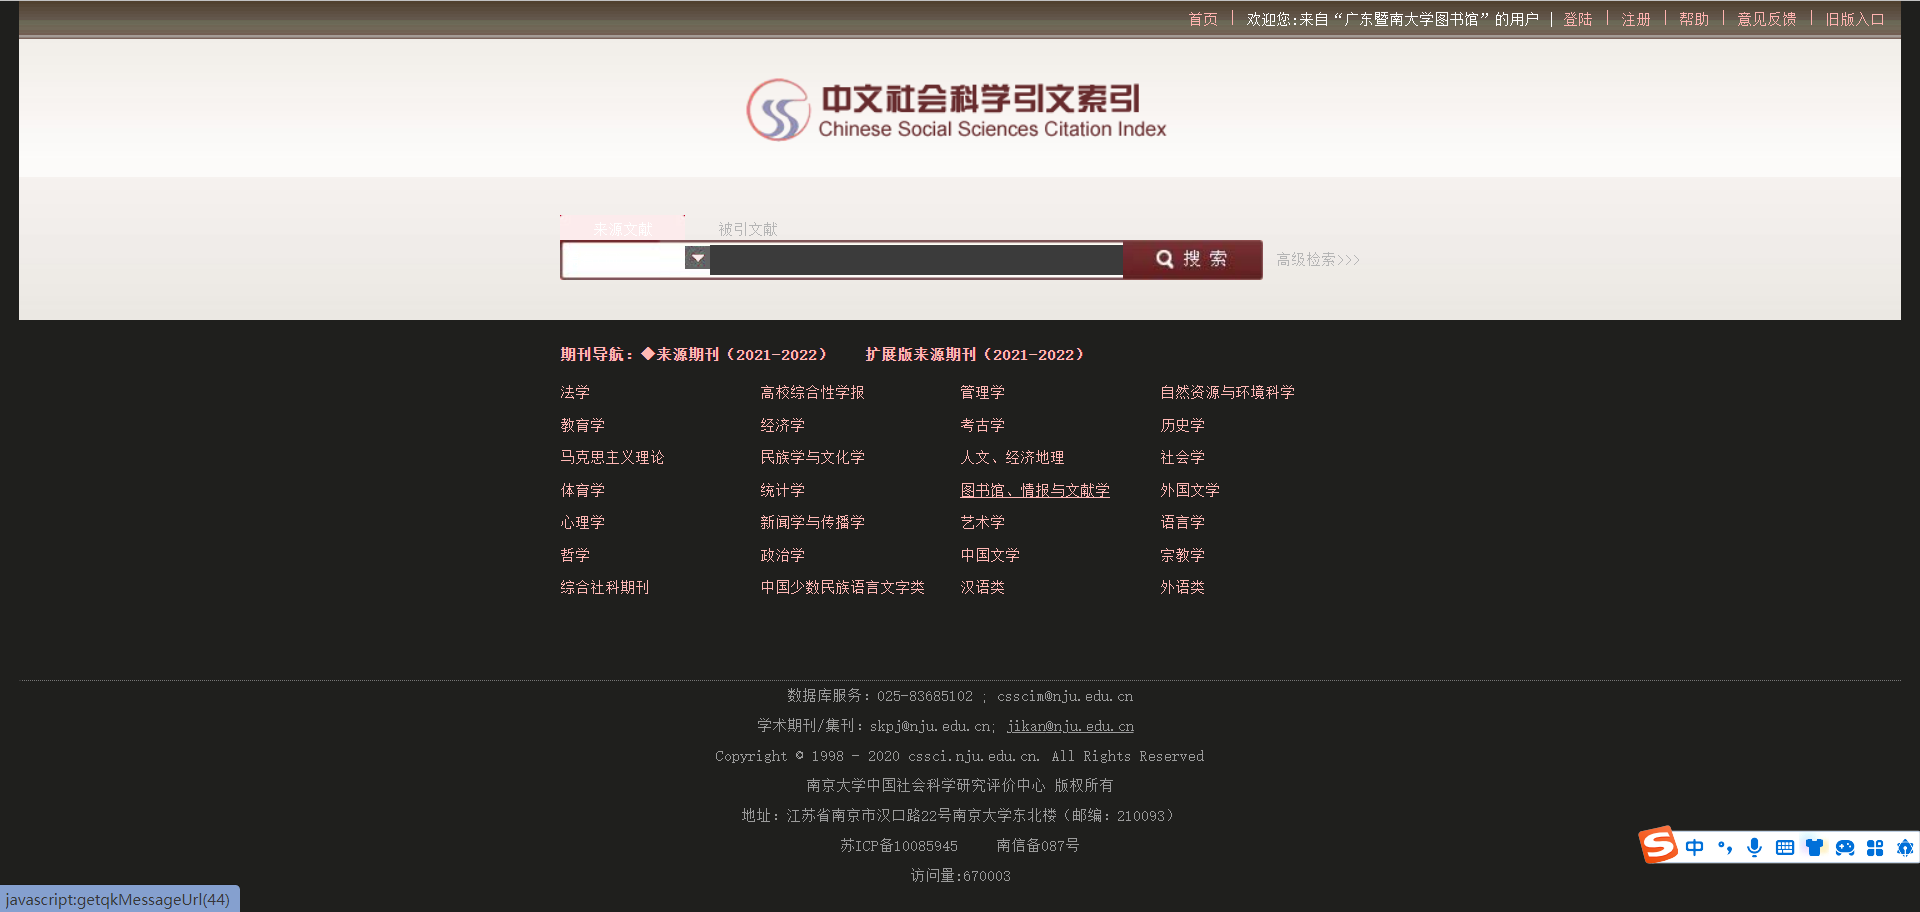 首页 | 欢迎您:来自“广东暨南大学图书馆”的用户 | 登陆 | 注册 | 帮助 | 意见反馈 | 旧版入口
中文社会科学引文索引
Chinese Social Sciences Citation Index
来源文献 被引文献
搜 索 高级检索>>>
期刊导航：◆来源期刊（2021-2022） 扩展版来源期刊（2021-2022）
法学 高校综合性学报 管理学 自然资源与环境科学
教育学 经济学 考古学 历史学
马克思主义理论 民族学与文化学 人文、经济地理 社会学
体育学 统计学 图书馆、情报与文献学 外国文学
心理学 新闻学与传播学 艺术学 语言学
哲学 政治学 中国文学 宗教学
综合社科期刊 中国少数民族语言文字类 汉语类 外语类
数据库服务：025-83685102 ; csscim@nju.edu.cn
学术期刊/集刊：skpj@nju.edu.cn; jikan@nju.edu.cn
Copyright © 1998 - 2020 cssci.nju.edu.cn. All Rights Reserved
南京大学中国社会科学研究评价中心 版权所有
地址：江苏省南京市汉口路22号南京大学东北楼（邮编：210093）
苏ICP备10085945 南信备087号
访问量:670003
S 中
javascript:getqkMessageUrl(44)